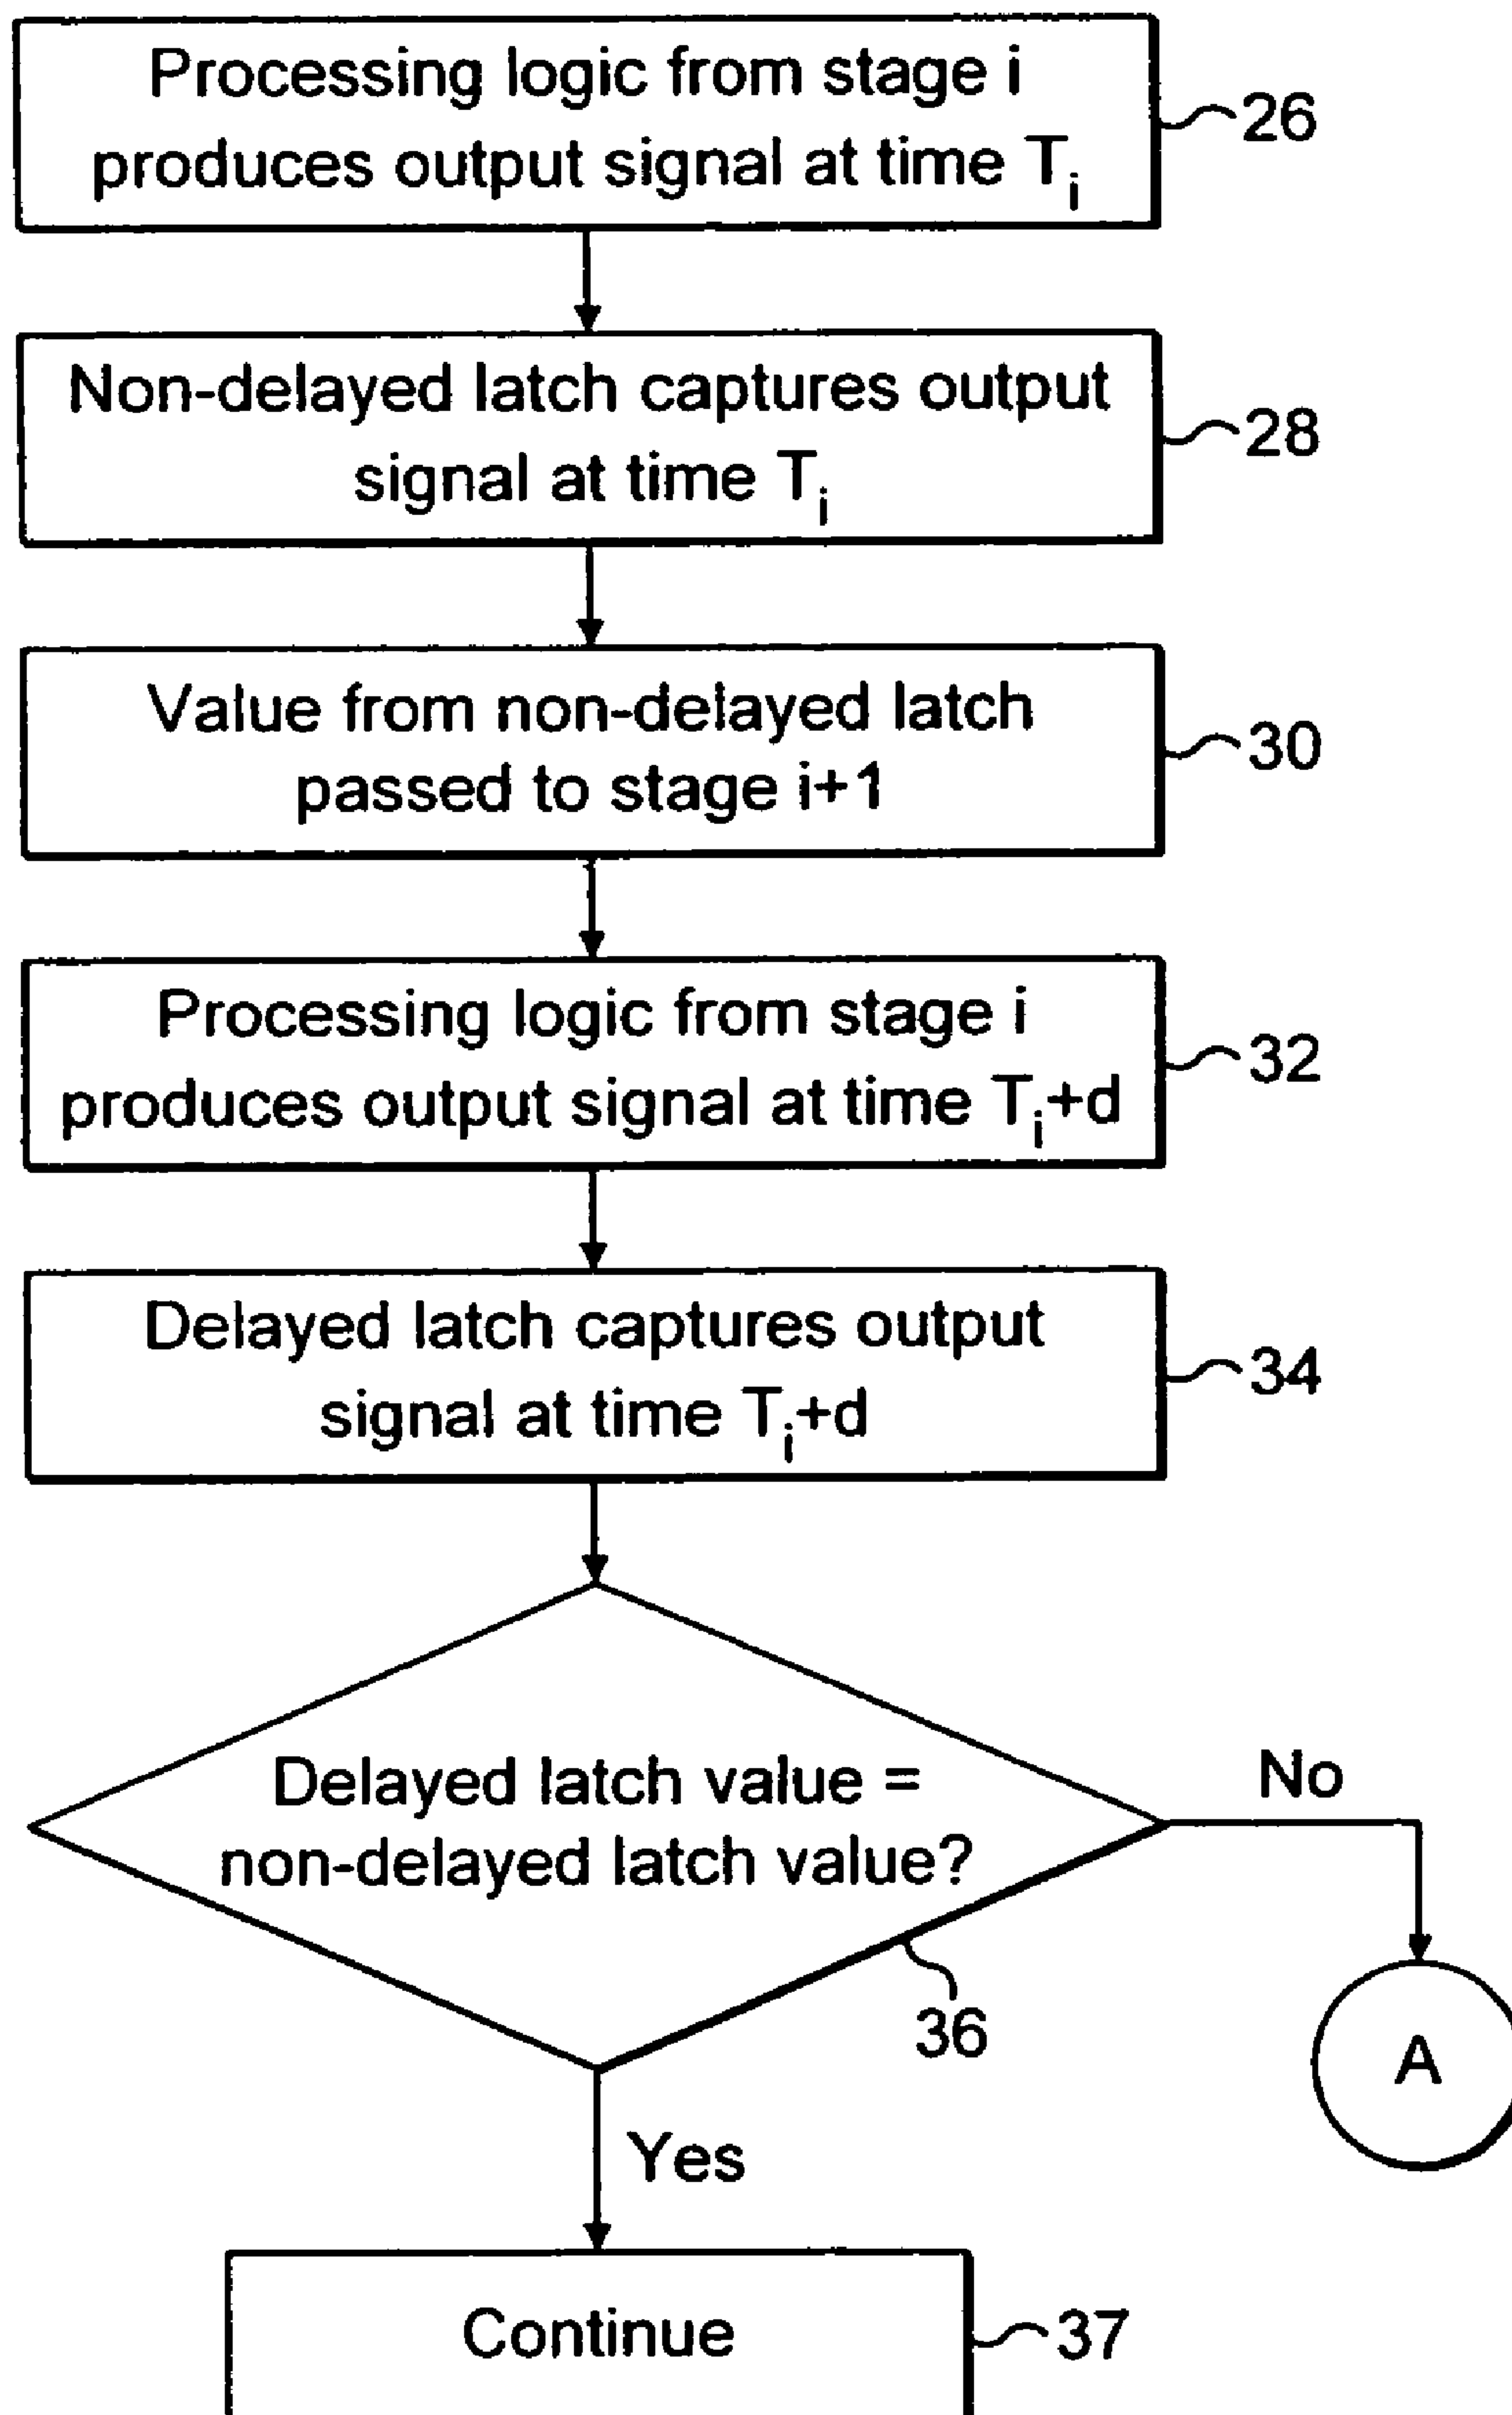 Processing logic from stage i
produces output signal at time Ti
26
Non-delayed latch captures output
signal at time Ti
28
Value from non-delayed latch
passed to stage i+1
30
Processing logic from stage i
produces output signal at time Ti+d
32
Delayed latch captures output
signal at time Ti+d
34
Delayed latch value =
non-delayed latch value?
No
36
A
Yes
Continue
37